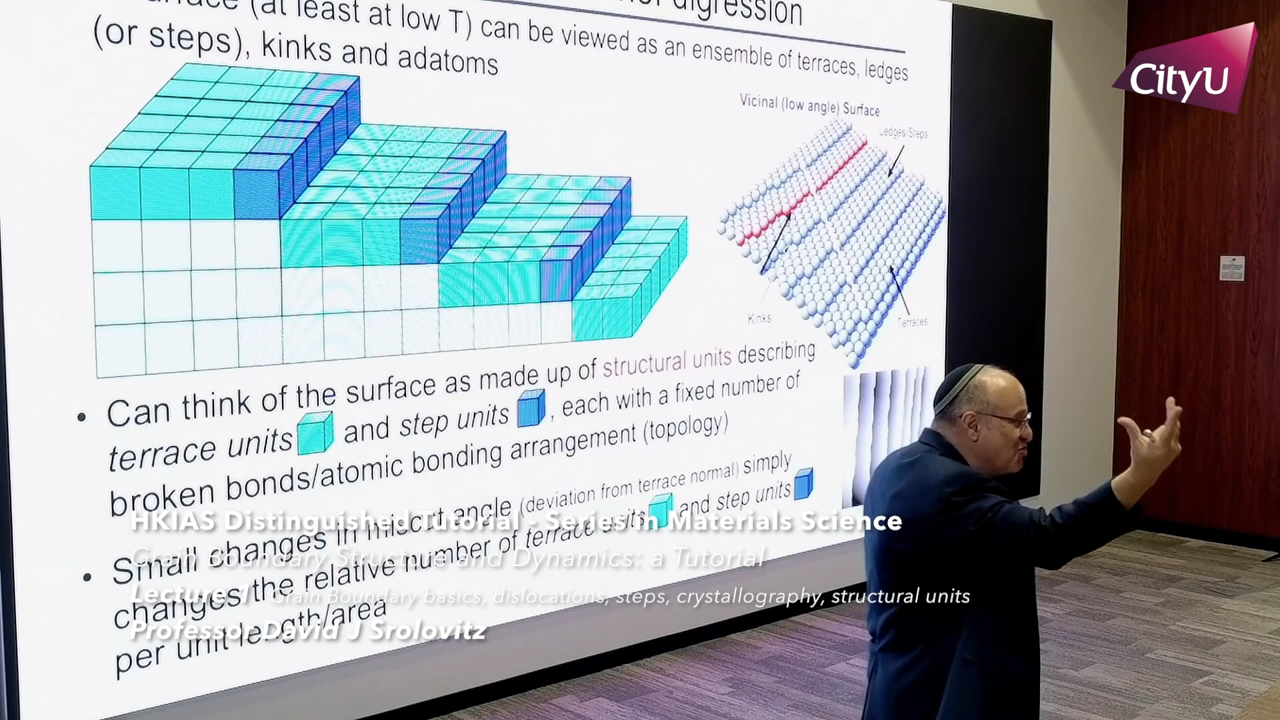 digression
(at least at low T) can be viewed as an ensemble of terraces, ledges
(or steps), kinks and adatoms
Vicinal (low angle) Surface
Ledges/Steps
Kinks
Terraces
• Can think of the surface as made up of structural units describing
terrace units and step units , each with a fixed number of
broken bonds/atomic bonding arrangement (topology)
• Small changes in miscut angle (deviation from terrace normal) simply
changes the relative number of terrace units and step units
per unit length/area
CityU
HKIAS Distinguished Tutorial - Series in Materials Science
Grain Boundary Structure and Dynamics: a Tutorial
Lecture 1 Grain Boundary basics, dislocations, steps, crystallography, structural units
Professor David J Srolovitz